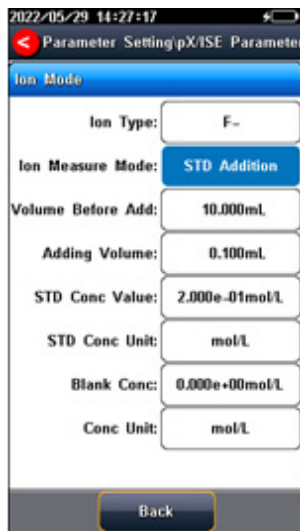 2022/05/29 14:27:17
< Parameter Setting\pX/ISE Parameter
Ion Mode
Ion Type: F-
Ion Measure Mode: STD Addition
Volume Before Add: 10.000mL
Adding Volume: 0.100mL
STD Conc Value: 2.000e-01mol/L
STD Conc Unit: mol/L
Blank Conc: 0.000e+00mol/L
Conc Unit: mol/L
Back